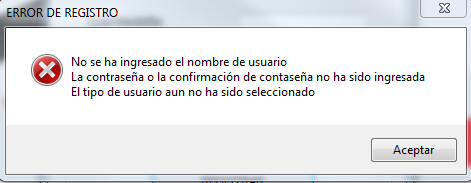 ERROR DE REGISTRO
No se ha ingresado el nombre de usuario
La contraseña o la confirmación de contaseña no ha sido ingresada
El tipo de usuario aun no ha sido seleccionado
Aceptar